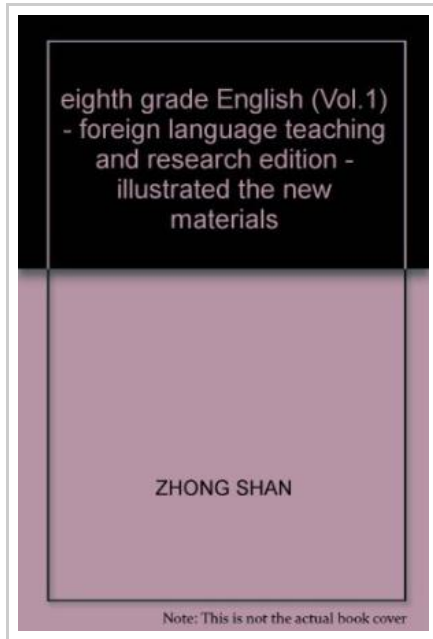 eighth grade English (Vol.1)
- foreign language teaching
and research edition -
illustrated the new
materials
ZHONG SHAN
Note: This is not the actual book cover